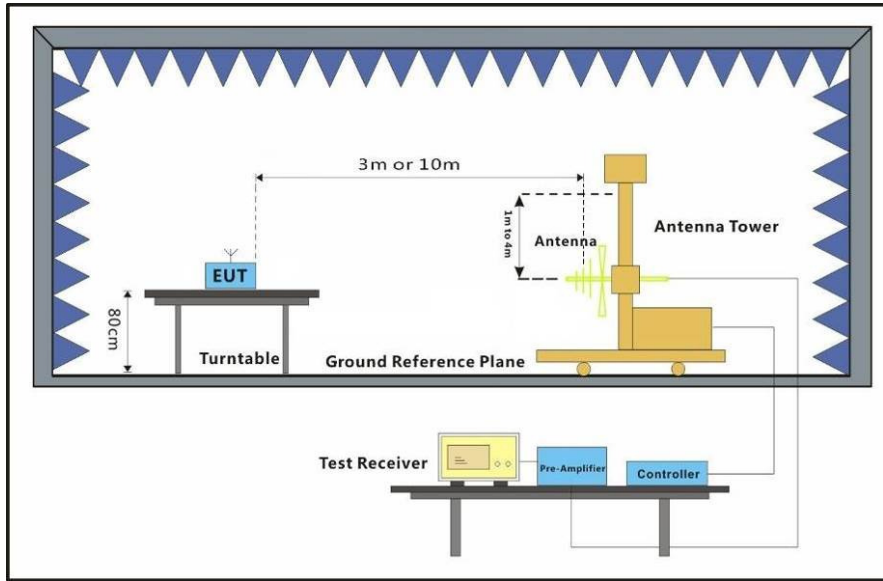 3m or 10m
1m to 4m
Antenna
Antenna Tower
EUT
80cm
Turntable
Ground Reference Plane
Test Receiver
Pre-Amplifier
Controller